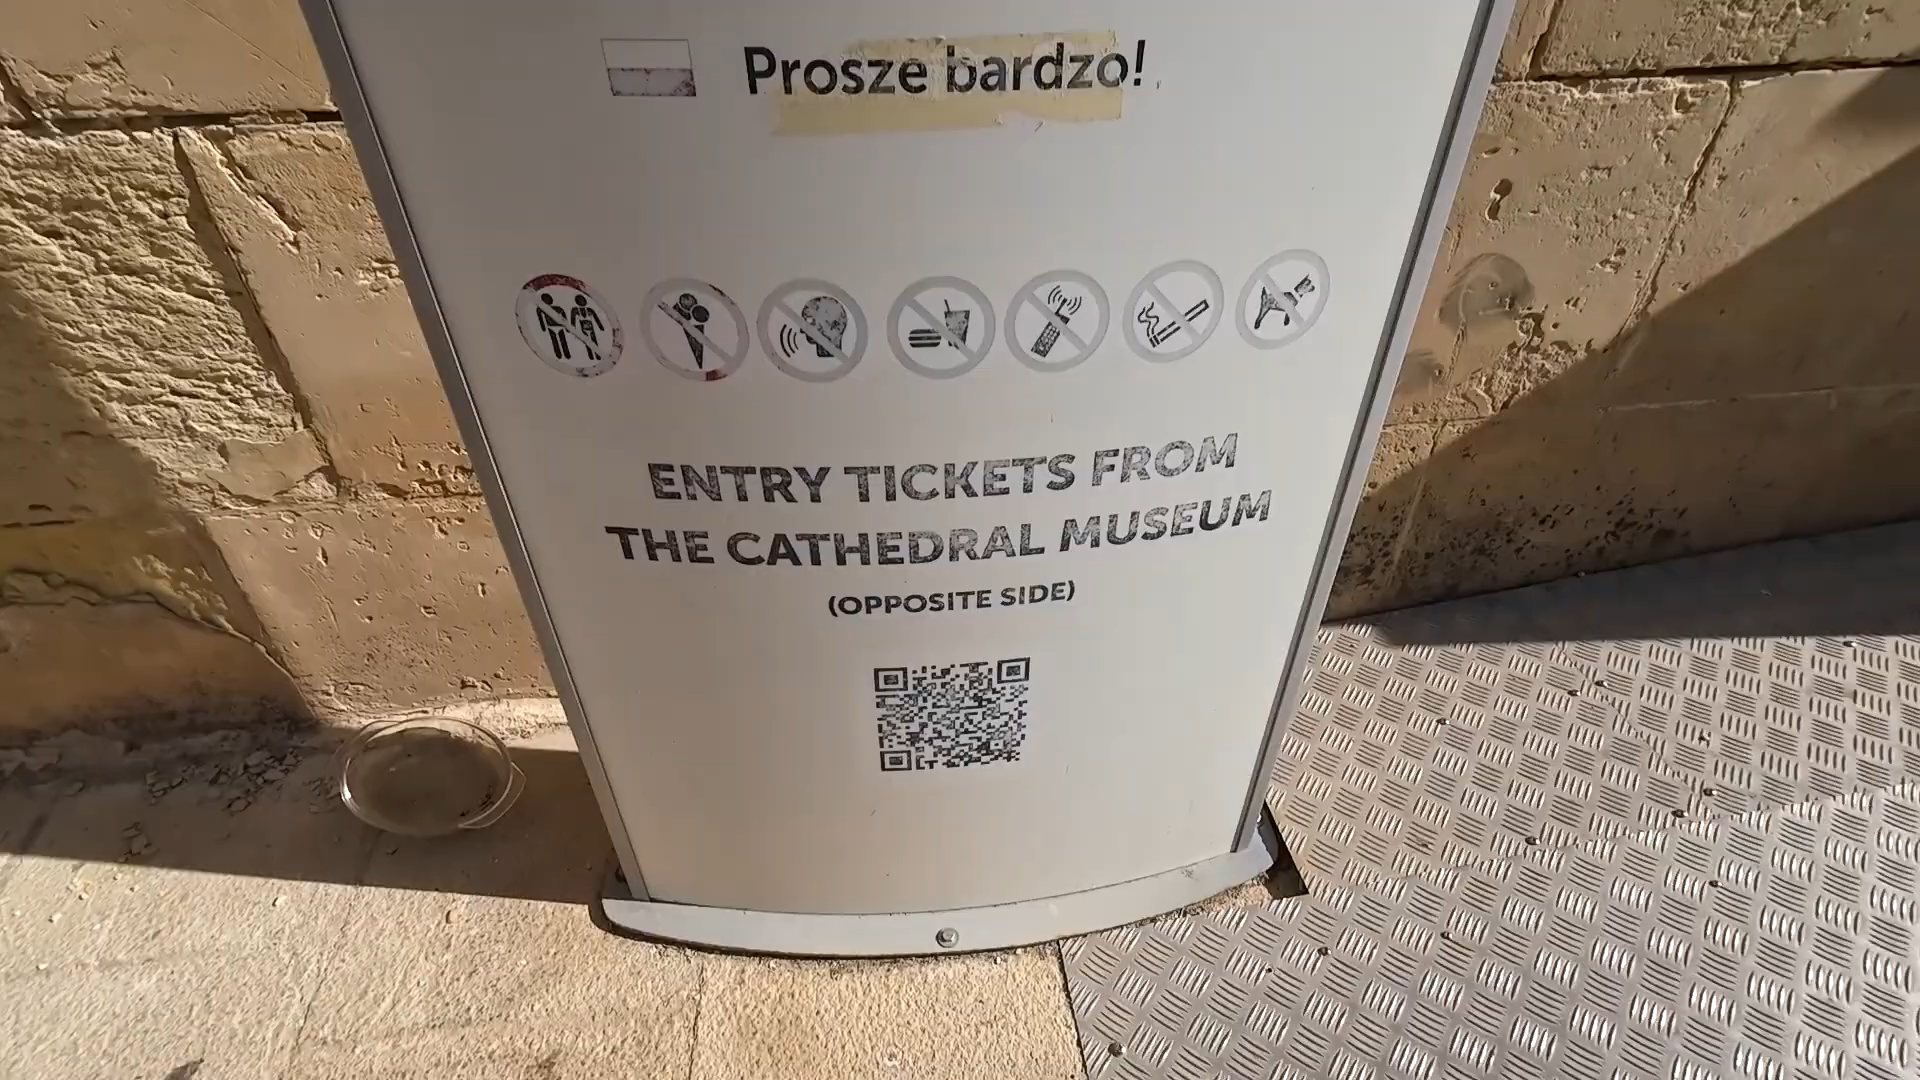 Prosze bardzo!
ENTRY TICKETS FROM
THE CATHEDRAL MUSEUM
(OPPOSITE SIDE)